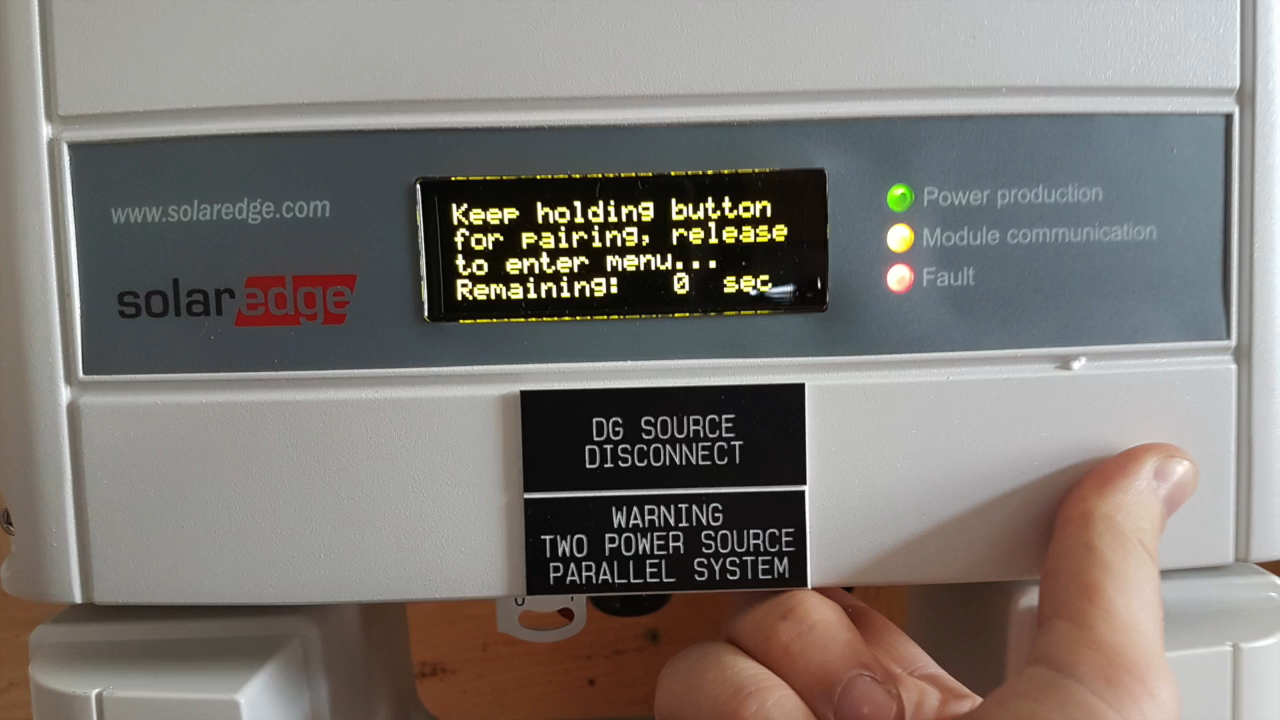 www.solaredge.com
solaredge
Keep holding button
for pairing, release
to enter menu...
Remaining: 0 sec
Power production
Module communication
Fault
DG SOURCE
DISCONNECT
WARNING
TWO POWER SOURCE
PARALLEL SYSTEM
0 I